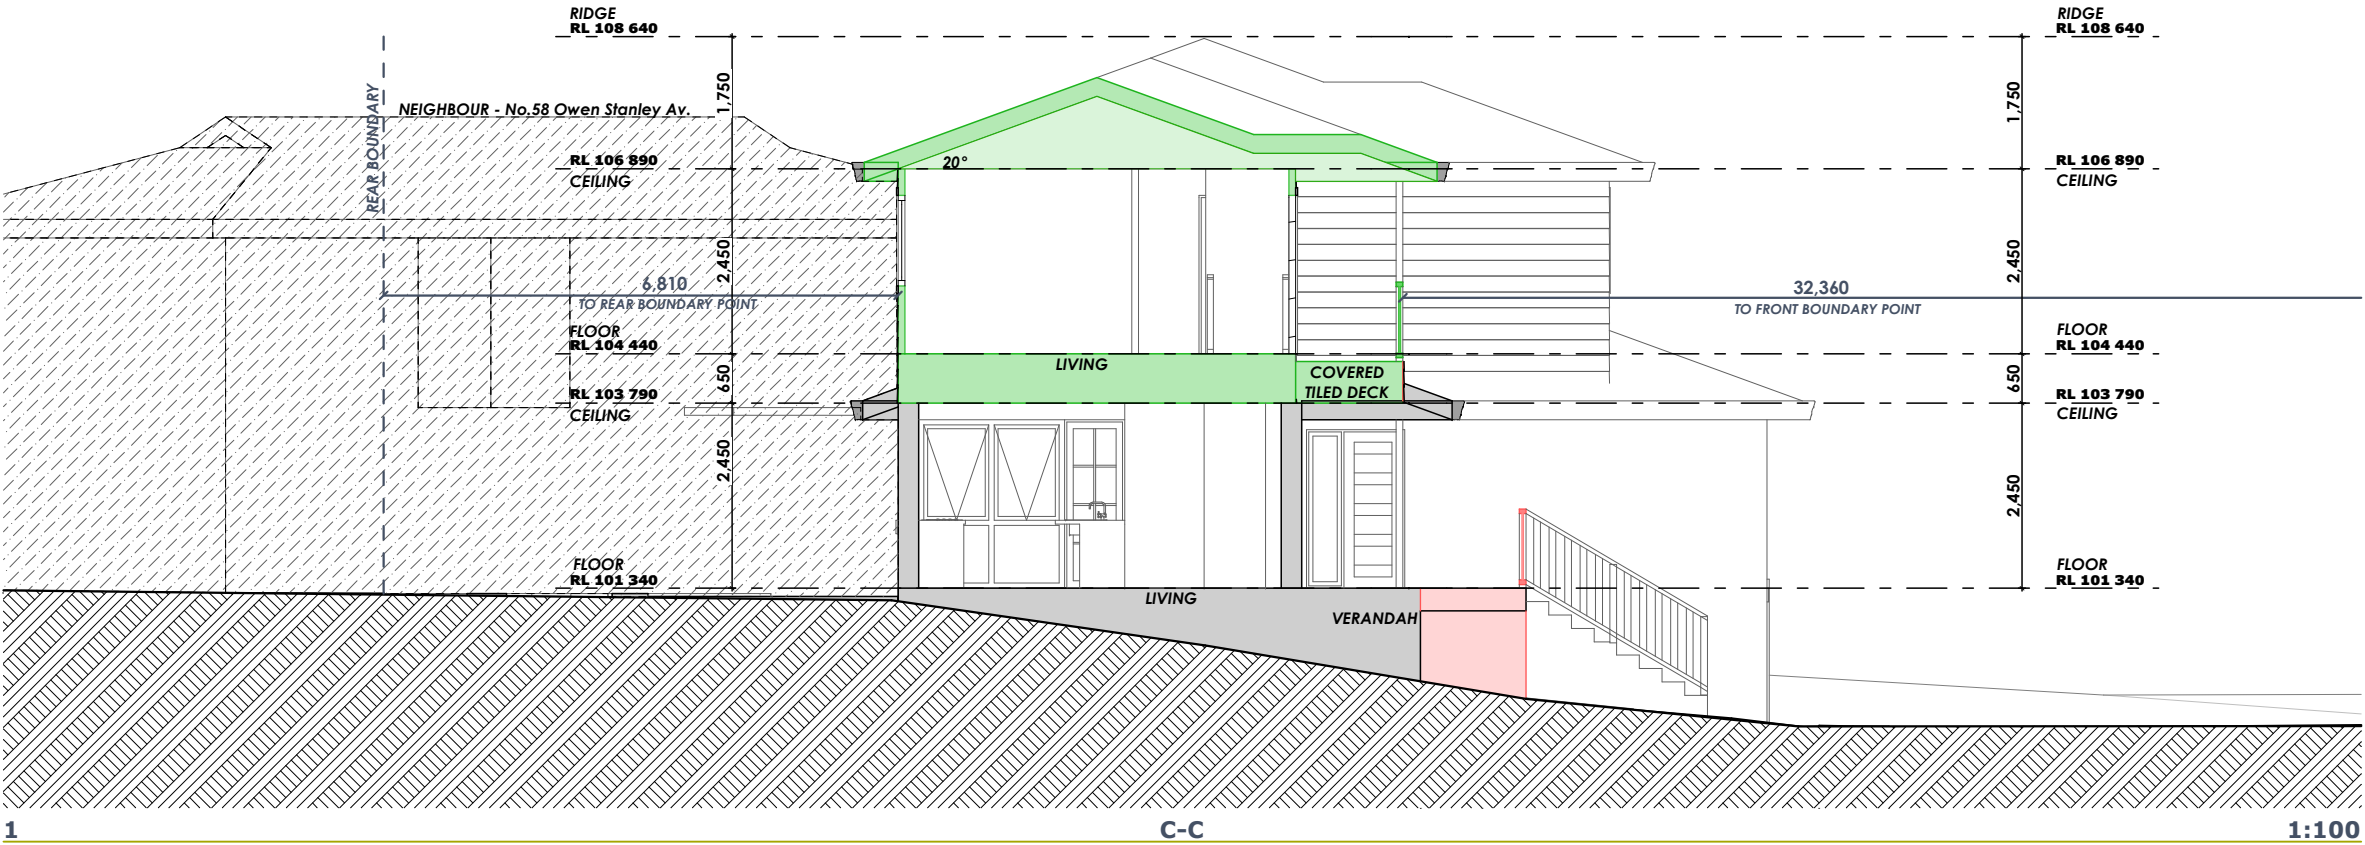 RIDGE
RL 108 640
RIDGE
RL 108 640
REAR BOUNDARY
1,750
1,750
NEIGHBOUR - No.58 Owen Stanley Av.
RL 106 890
CEILING
20°
RL 106 890
CEILING
2,450
2,450
6,810
TO REAR BOUNDARY POINT
32,360
TO FRONT BOUNDARY POINT
FLOOR
RL 104 440
FLOOR
RL 104 440
LIVING
COVERED
TILED DECK
650
650
RL 103 790
CEILING
RL 103 790
CEILING
2,450
2,450
FLOOR
RL 101 340
FLOOR
RL 101 340
LIVING
VERANDAH
1
C-C
1:100